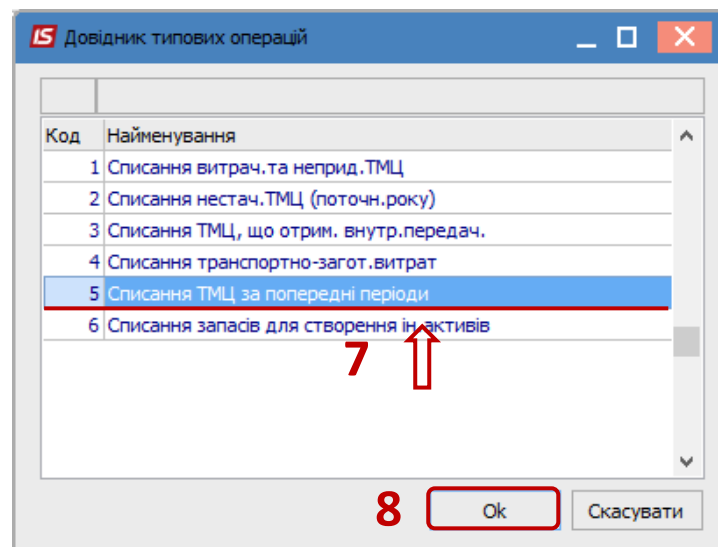 IS Довідник типових операцій
Код Найменування
1 Списання витрач.та неприд.ТМЦ
2 Списання нестач.ТМЦ (поточн.року)
3 Списання ТМЦ, що отрим. внутр.передач.
4 Списання транспортно-загот.витрат
5 Списання ТМЦ за попередні періоди
6 Списання запасів для створення ін.активів
7
8 Ok Скасувати